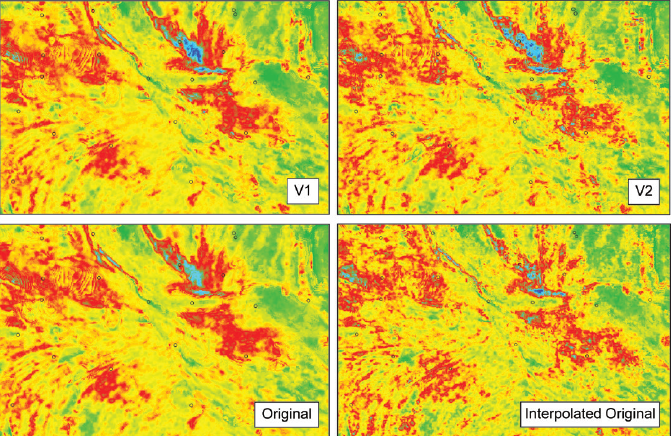 V1
V2
Original
Interpolated Original